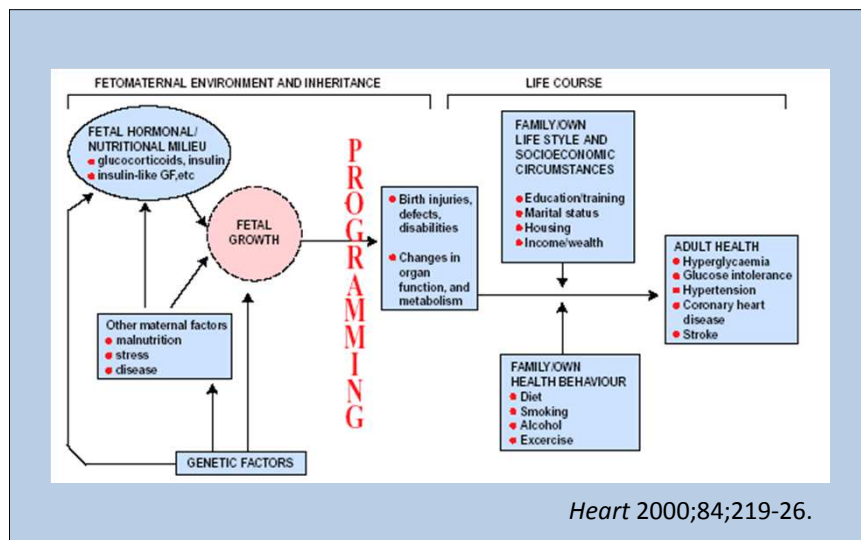 FETOMATERNAL ENVIRONMENT AND INHERITANCE
LIFE COURSE
FETAL HORMONAL/
NUTRITIONAL MILIEU
glucocorticoids, insulin
insulin-like GF,etc
FETAL
GROWTH
Other maternal factors
malnutrition
stress
disease
GENETIC FACTORS
PROGRAMMING
Birth injuries,
defects,
disabilities
Changes in
organ
function, and
metabolism
FAMILY/OWN
LIFE STYLE AND
SOCIOECONOMIC
CIRCUMSTANCES
Education/training
Marital status
Housing
Income/wealth
FAMILY/OWN
HEALTH BEHAVIOUR
Diet
Smoking
Alcohol
Excercise
ADULT HEALTH
Hyperglycaemia
Glucose intolerance
Hypertension
Coronary heart
disease
Stroke
Heart 2000;84;219-26.